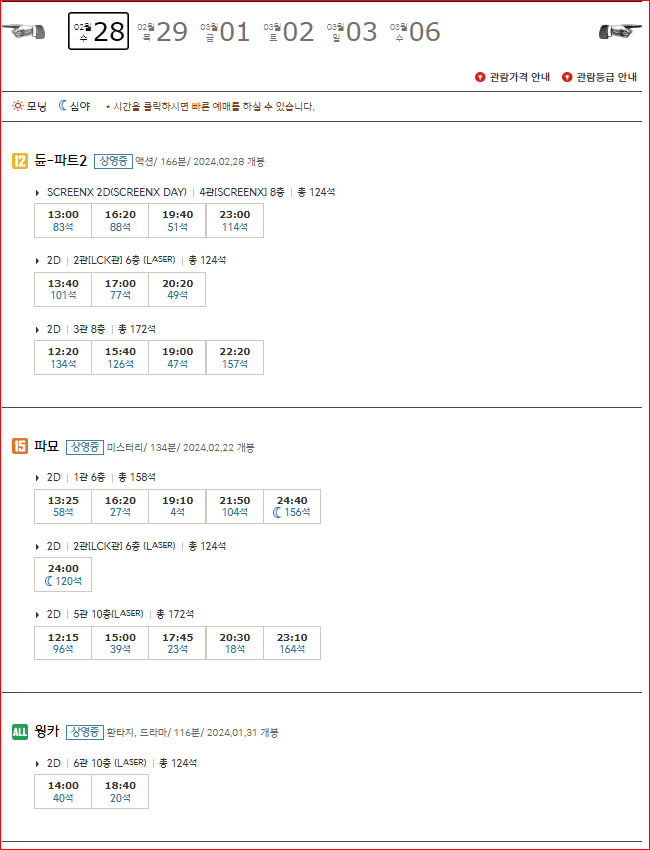 02월 수 28 02월 목 29 03월 금 01 03월 토 02 03월 일 03 03월 수 06
관람가격 안내 관람등급 안내
모닝 심야 * 시간을 클릭하시면 빠른 예매를 하실 수 있습니다.
12 듄-파트2 상영중 액션/ 166분/ 2024.02.28 개봉
SCREENX 2D(SCREENX DAY) | 4관[SCREENX] 8층 | 총 124석
13:00 16:20 19:40 23:00
83석 88석 51석 114석
2D | 2관[LCK관] 6층 (LASER) | 총 124석
13:40 17:00 20:20
101석 77석 49석
2D | 3관 8층 | 총 172석
12:20 15:40 19:00 22:20
134석 126석 47석 157석
15 파묘 상영중 미스터리/ 134분/ 2024.02.22 개봉
2D | 1관 6층 | 총 158석
13:25 16:20 19:10 21:50 24:40
58석 27석 4석 104석 156석
2D | 2관[LCK관] 6층 (LASER) | 총 124석
24:00
120석
2D | 5관 10층(LASER) | 총 172석
12:15 15:00 17:45 20:30 23:10
96석 39석 23석 18석 164석
ALL 웡카 상영중 환타지, 드라마/ 116분/ 2024.01.31 개봉
2D | 6관 10층 (LASER) | 총 124석
14:00 18:40
40석 20석